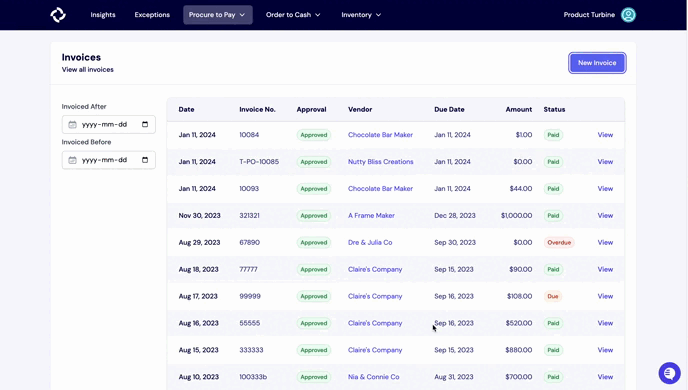 Insights Exceptions Procure to Pay Order to Cash Inventory Product Turbine
Invoices
View all invoices
New Invoice
Invoiced After
yyyy-mm-dd
Invoiced Before
yyyy-mm-dd
Date Invoice No. Approval Vendor Due Date Amount Status
Jan 11, 2024 10084 Approved Chocolate Bar Maker Jan 11, 2024 $1.00 Paid View
Jan 11, 2024 T-PO-10085 Approved Nutty Bliss Creations Jan 11, 2024 $0.00 Paid View
Jan 11, 2024 10093 Approved Chocolate Bar Maker Jan 11, 2024 $44.00 Paid View
Nov 30, 2023 321321 Approved A Frame Maker Dec 28, 2023 $1,000.00 Paid View
Aug 29, 2023 67890 Approved Dre & Julia Co Sep 30, 2023 $0.00 Overdue View
Aug 18, 2023 77777 Approved Claire's Company Sep 15, 2023 $90.00 Paid View
Aug 17, 2023 99999 Approved Claire's Company Sep 16, 2023 $108.00 Due View
Aug 16, 2023 55555 Approved Claire's Company Sep 16, 2023 $520.00 Paid View
Aug 15, 2023 333333 Approved Claire's Company Sep 15, 2023 $880.00 Paid View
Aug 10, 2023 100333b Approved Nia & Connie Co Aug 31, 2023 $700.00 Paid View